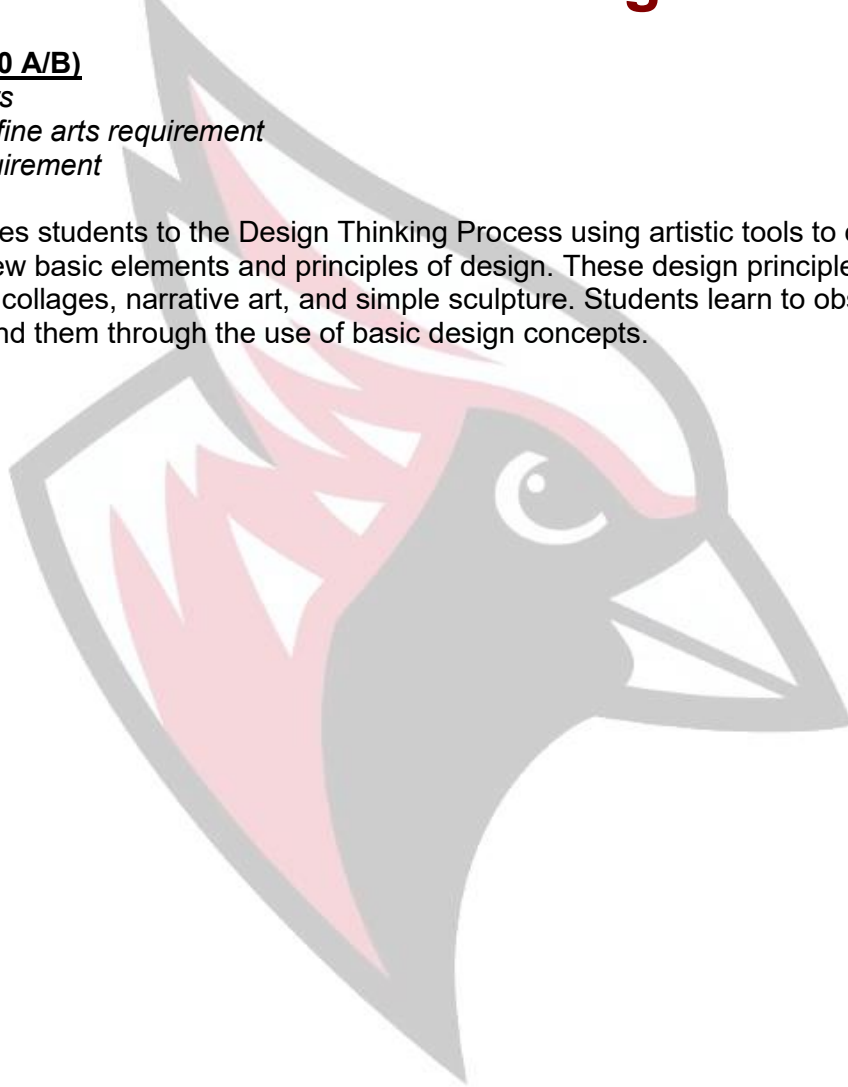 g
0 A/B)
s
fine arts requirement
uirement
es students to the Design Thinking Process using artistic tools to
ew basic elements and principles of design. These design principle
collages, narrative art, and simple sculpture. Students learn to obs
nd them through the use of basic design concepts.